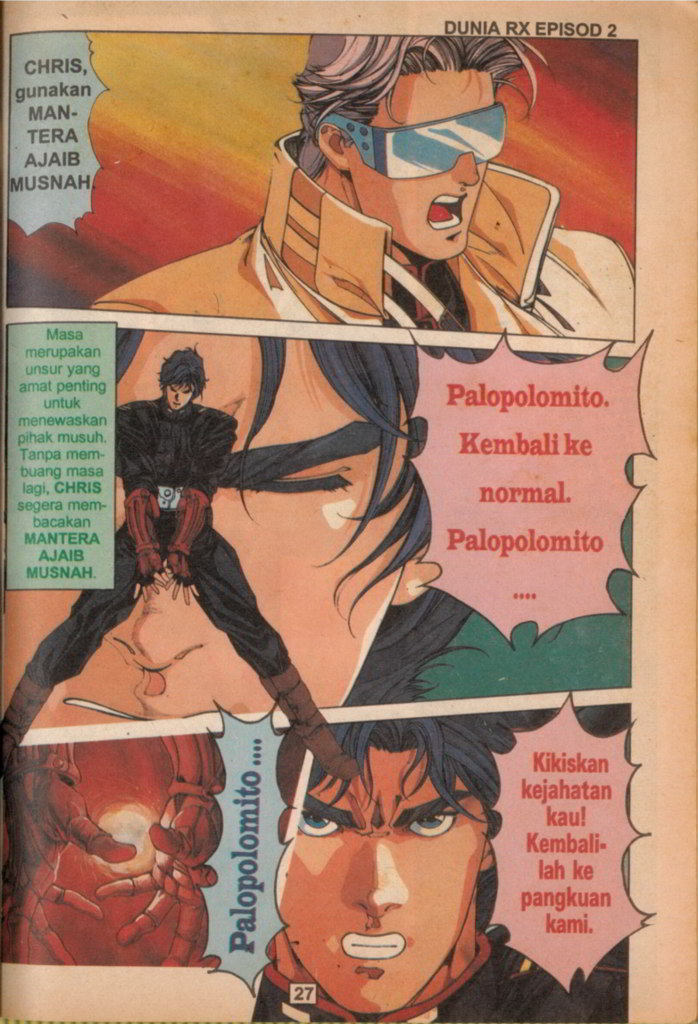 DUNIA RX EPISOD 2
CHRIS,
gunakan
MAN-
TERA
AJAIB
MUSNAH.
Masa
merupakan
unsur yang
amat penting
untuk
menewaskan
pihak musuh.
Tanpa mem-
buang masa
lagi, CHRIS
segera mem-
bacakan
MANTERA
AJAIB
MUSNAH.
Palopolomito.
Kembali ke
normal.
Palopolomito
....
Palopolomito ....
Kikiskan
kejahatan
kau!
Kembali-
lah ke
pangkuan
kami.
27